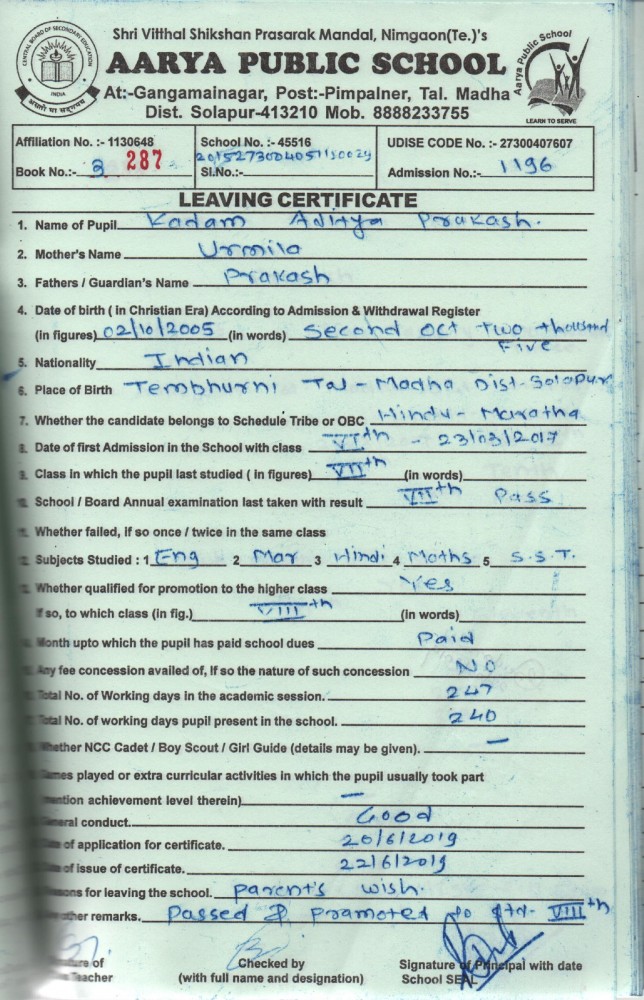 Shri Vitthal Shikshan Prasarak Mandal, Nimgaon(Te.)'s
CENTRAL BOARD OF SECONDARY EDUCATION
INDIA
असतो मा सद्गमय
AARYA PUBLIC SCHOOL
Aarya Public School
LEARN TO SERVE
At:-Gangamainagar, Post:-Pimpalner, Tal. Madha
Dist. Solapur-413210 Mob. 8888233755
Affiliation No. :- 1130648 School No. :- 45516 UDISE CODE No. :- 27300407607
Book No.:- 3 287 Sl.No.:- Admission No.:- 1196
LEAVING CERTIFICATE
1. Name of Pupil Kadam Aditya Prakash.
2. Mother's Name Urmila
3. Fathers / Guardian's Name Prakash
4. Date of birth ( in Christian Era) According to Admission & Withdrawal Register
(in figures) 02/10/2005 (in words) Second Oct Two thousand
Five
5. Nationality Indian
6. Place of Birth Tembhurni Tal-Madha Dist-Solapur
7. Whether the candidate belongs to Schedule Tribe or OBC Hindu - Maratha
8. Date of first Admission in the School with class VIth - 23/03/2017
9. Class in which the pupil last studied ( in figures) VIIth (in words)
School / Board Annual examination last taken with result VIIth Pass
Whether failed, if so once / twice in the same class
Subjects Studied : 1 Eng 2 Mar 3 Hindi 4 Maths 5 S.S.T.
Whether qualified for promotion to the higher class Yes
If so, to which class (in fig.) VIIIth (in words)
Month upto which the pupil has paid school dues Paid
Any fee concession availed of, If so the nature of such concession NO
Total No. of Working days in the academic session. 247
Total No. of working days pupil present in the school. 240
Whether NCC Cadet / Boy Scout / Girl Guide (details may be given). —
Games played or extra curricular activities in which the pupil usually took part
achievement level therein) —
General conduct. Good
of application for certificate. 20/6/2019
of issue of certificate. 22/6/2019
for leaving the school. parent's wish.
other remarks. Passed & promoted to std- VIIIth
of Checked by Signature of Principal with date
Teacher (with full name and designation) School SEAL